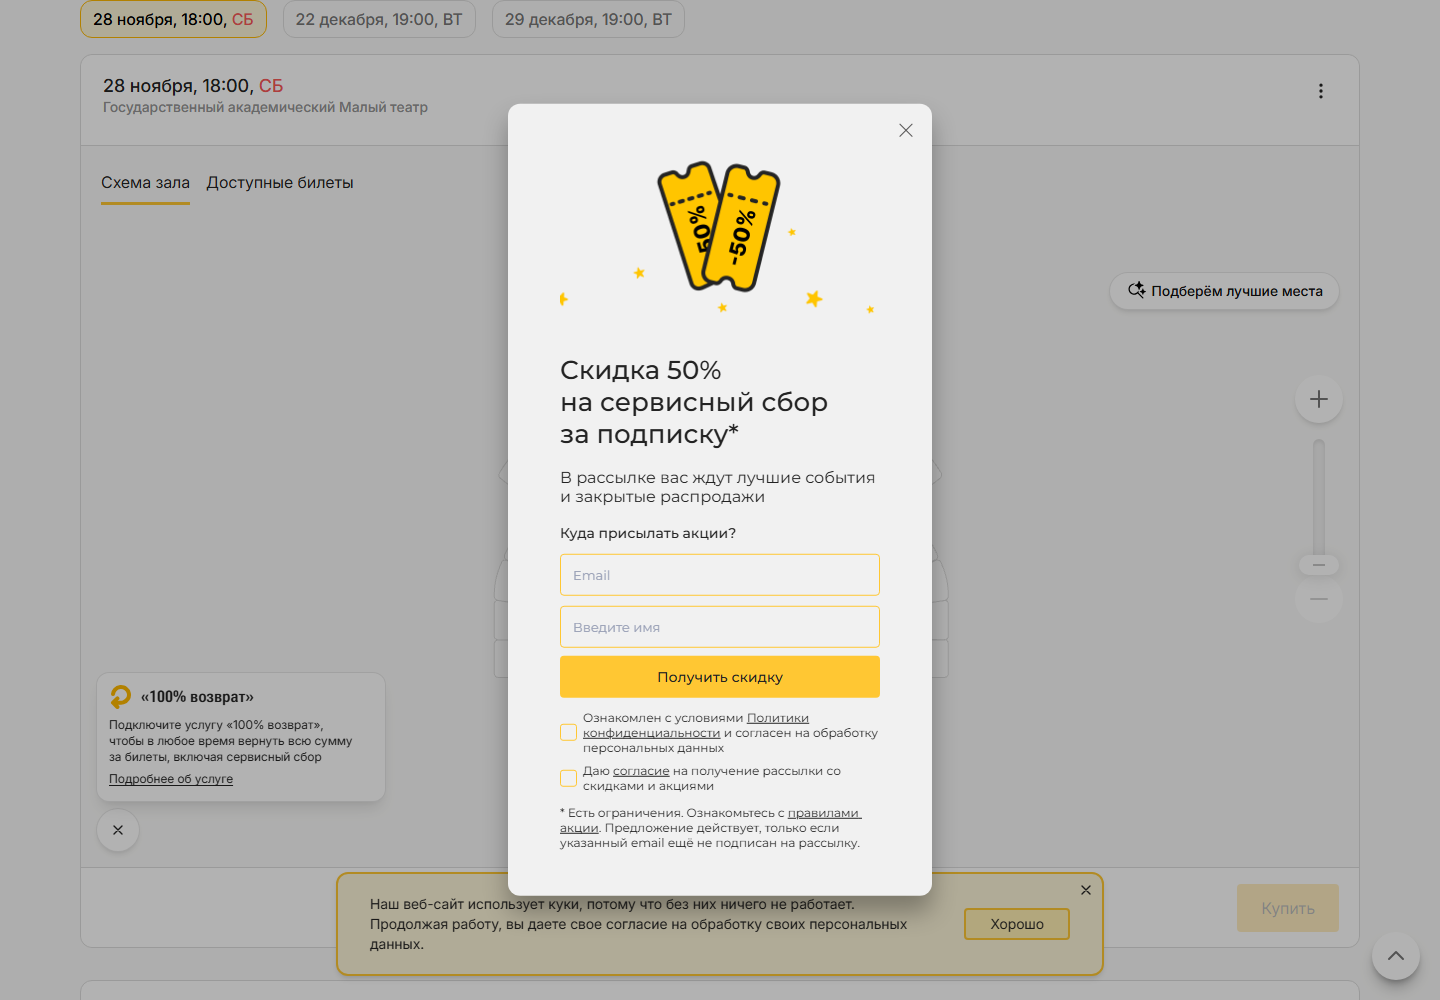 28 ноября, 18:00, СБ
22 декабря, 19:00, ВТ
29 декабря, 19:00, ВТ
28 ноября, 18:00, СБ
Государственный академический Малый театр
Схема зала
Доступные билеты
50%
-50%
Подберём лучшие места
Скидка 50%
на сервисный сбор
за подписку*
В рассылке вас ждут лучшие события
и закрытые распродажи
Куда присылать акции?
Email
Введите имя
Получить скидку
Ознакомлен с условиями Политики
конфиденциальности и согласен на обработку
персональных данных
Даю согласие на получение рассылки со
скидками и акциями
* Есть ограничения. Ознакомьтесь с правилами
акции. Предложение действует, только если
указанный email ещё не подписан на рассылку.
«100% возврат»
Подключите услугу «100% возврат»,
чтобы в любое время вернуть всю сумму
за билеты, включая сервисный сбор
Подробнее об услуге
Наш веб-сайт использует куки, потому что без них ничего не работает.
Продолжая работу, вы даете свое согласие на обработку своих персональных
данных.
Хорошо
Купить